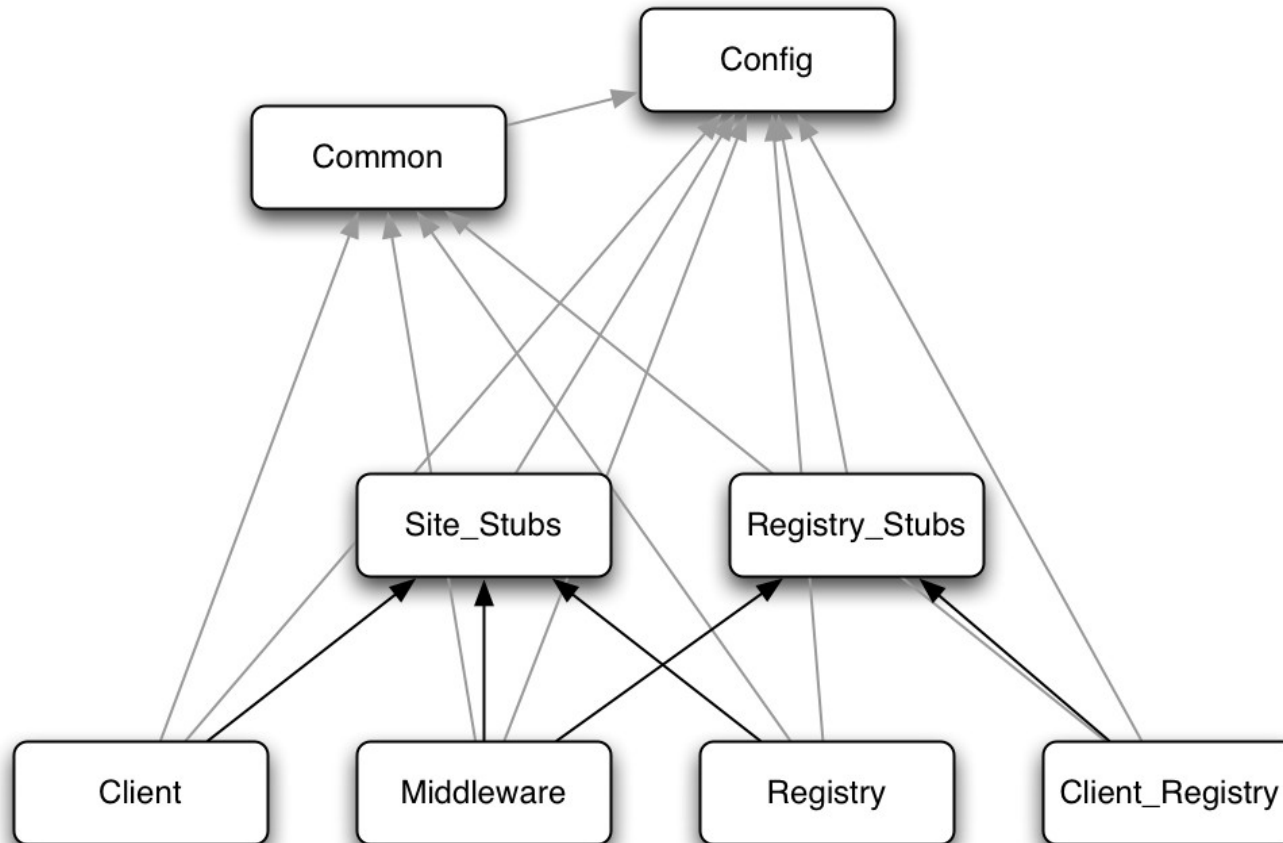 Config
Common
Site_Stubs
Registry_Stubs
Client
Middleware
Registry
Client_Registry